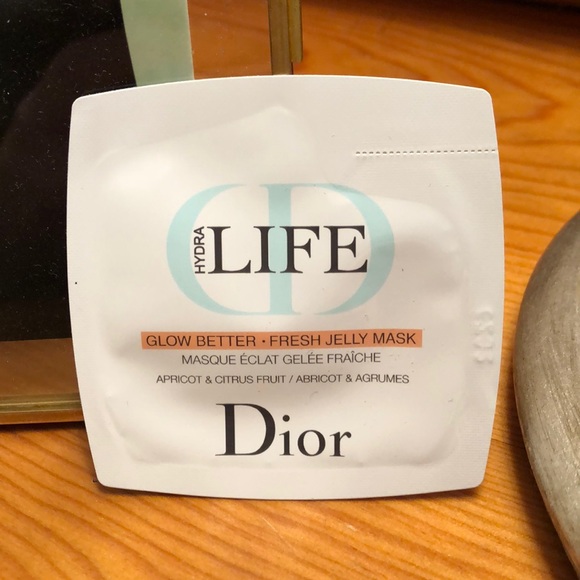 HYDRA
LIFE
GLOW BETTER • FRESH JELLY MASK
MASQUE ÉCLAT GELÉE FRAÎCHE
APRICOT & CITRUS FRUIT / ABRICOT & AGRUMES
Dior